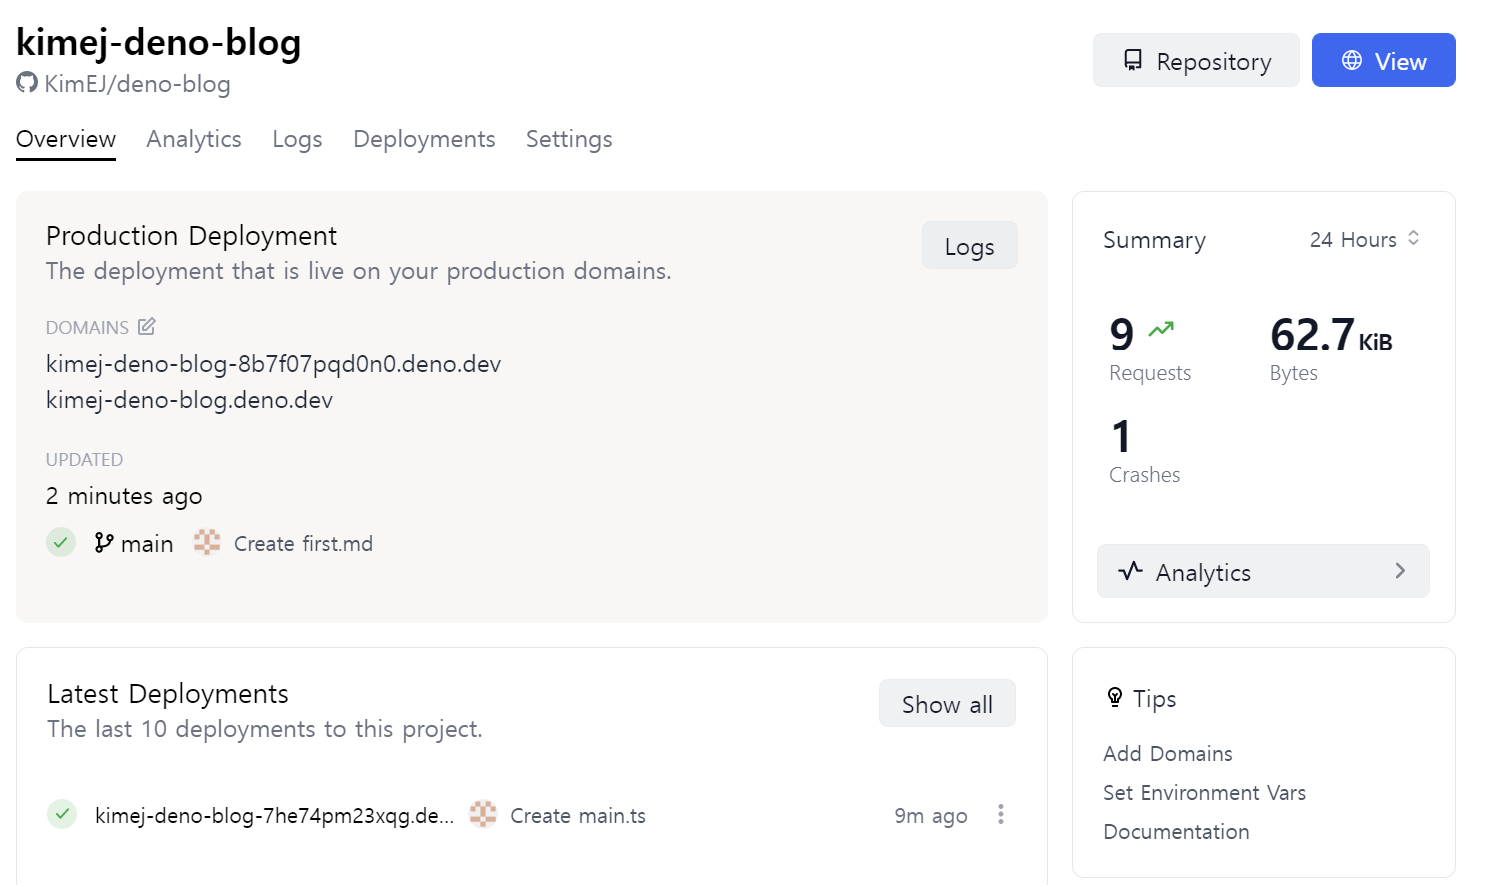 kimej-deno-blog
KimEJ/deno-blog
Repository
View
Overview
Analytics
Logs
Deployments
Settings
Production Deployment
The deployment that is live on your production domains.
Logs
DOMAINS
kimej-deno-blog-8b7f07pqd0n0.deno.dev
kimej-deno-blog.deno.dev
UPDATED
2 minutes ago
main
Create first.md
Summary
24 Hours
9
Requests
62.7 KiB
Bytes
1
Crashes
Analytics
Latest Deployments
The last 10 deployments to this project.
Show all
kimej-deno-blog-7he74pm23xqg.de...
Create main.ts
9m ago
Tips
Add Domains
Set Environment Vars
Documentation